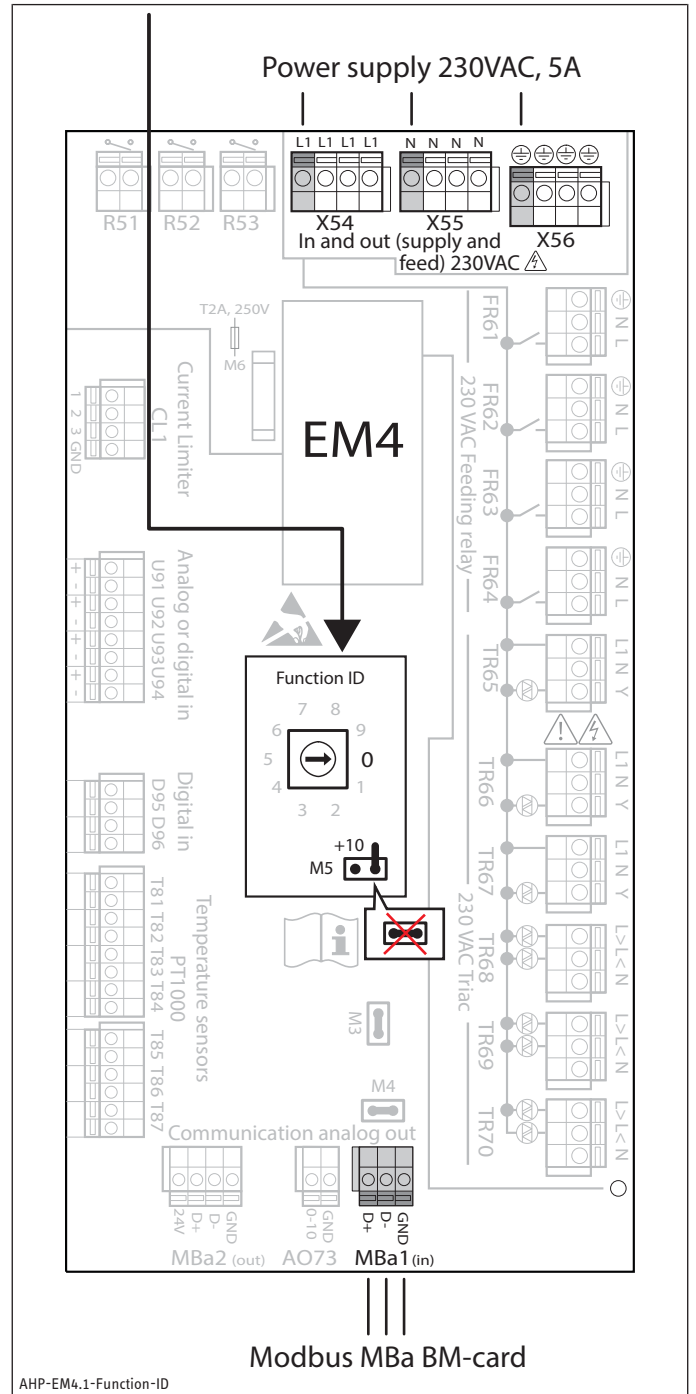 Power supply 230VAC, 5A
L1 L1 L1 L1
N N N N
R51
R52
R53
X54
X55
X56
In and out (supply and
feed) 230VAC
T2A, 250V
M6
EM4
Current Limiter
CL1
1 2 3 GND
Analog or digital in
U91 U92 U93 U94
+ - + - + - + -
Digital in
D95 D96
Temperature sensors
PT1000
T81 T82 T83 T84
T85 T86 T87
230 VAC Feeding relay
FR61
N L
FR62
N L
FR63
N L
FR64
N L
230 VAC Triac
TR65
L1 N Y
TR66
L1 N Y
TR67
L1 N Y
TR68
L> L< N
TR69
L> L< N
TR70
L> L< N
Function ID
7 8
6 9
5 0
4 1
3 2
+10
M5
i
M3
M4
Communication analog out
24V D+ D- GND
0-10 GND
D+ D- GND
MBa2 (out) AO73 MBa1 (in)
Modbus MBa BM-card
AHP-EM4.1-Function-ID